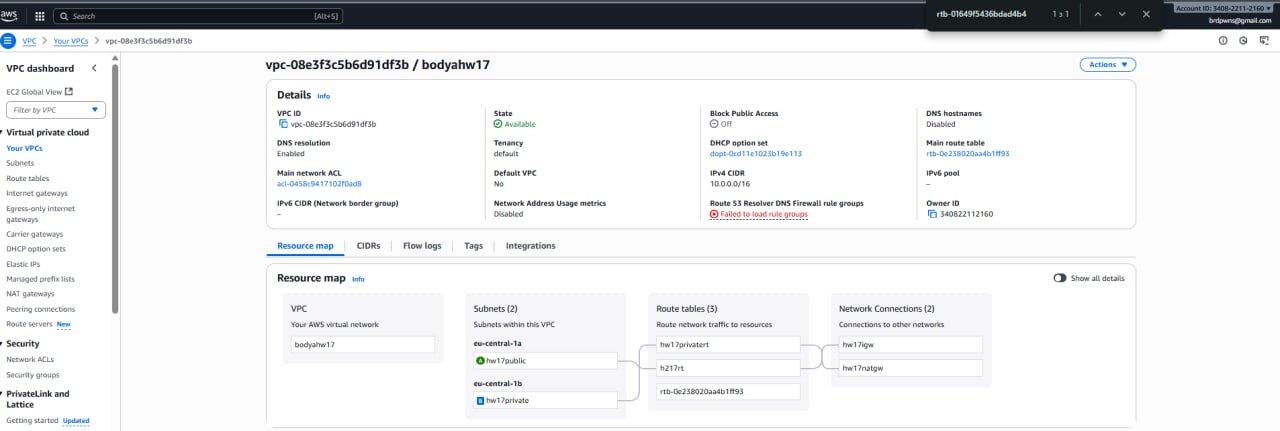 aws
Search
[Alt+S]
rtb-01649f5436bdad4b4
1 з 1
Account ID: 3408-2211-2160
brdpwns@gmail.com
VPC
Your VPCs
vpc-08e3f3c5b6d91df3b
VPC dashboard
EC2 Global View
Filter by VPC
Virtual private cloud
Your VPCs
Subnets
Route tables
Internet gateways
Egress-only internet
gateways
Carrier gateways
DHCP option sets
Elastic IPs
Managed prefix lists
NAT gateways
Peering connections
Route servers New
Security
Network ACLs
Security groups
PrivateLink and
Lattice
Getting started Updated
vpc-08e3f3c5b6d91df3b / bodyahw17
Actions
Details Info
VPC ID
vpc-08e3f3c5b6d91df3b
State
Available
Block Public Access
Off
DNS hostnames
Disabled
DNS resolution
Enabled
Tenancy
default
DHCP option set
dopt-0cd11e1023b19e113
Main route table
rtb-0e238020aa4b1ff93
Main network ACL
acl-0458c9417102f0ad8
Default VPC
No
IPv4 CIDR
10.0.0.0/16
IPv6 pool
–
IPv6 CIDR (Network border group)
–
Network Address Usage metrics
Disabled
Route 53 Resolver DNS Firewall rule groups
Failed to load rule groups
Owner ID
340822112160
Resource map
CIDRs
Flow logs
Tags
Integrations
Resource map Info
Show all details
VPC
Your AWS virtual network
bodyahw17
Subnets (2)
Subnets within this VPC
eu-central-1a
A hw17public
eu-central-1b
B hw17private
Route tables (3)
Route network traffic to resources
hw17privatert
h217rt
rtb-0e238020aa4b1ff93
Network Connections (2)
Connections to other networks
hw17igw
hw17natgw